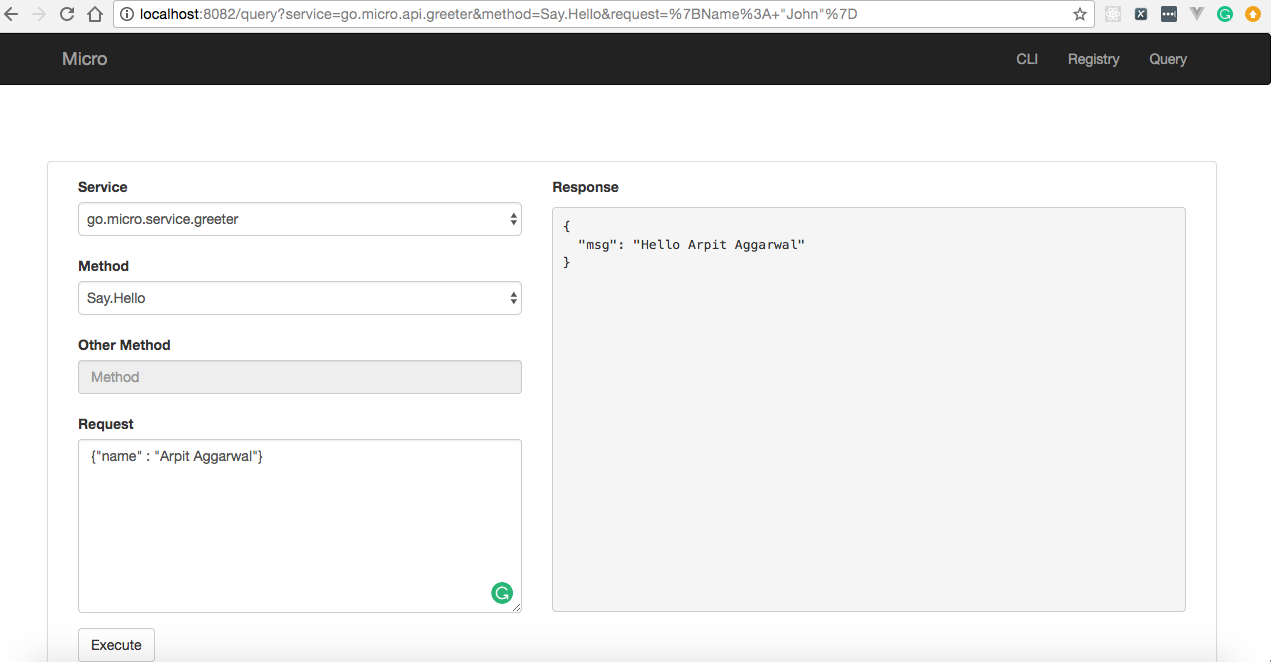 localhost:8082/query?service=go.micro.api.greeter&method=Say.Hello&request=%7BName%3A+"John"%7D
Micro
CLI
Registry
Query
Service
go.micro.service.greeter
Method
Say.Hello
Other Method
Method
Request
{"name" : "Arpit Aggarwal"}
Execute
Response
{
"msg": "Hello Arpit Aggarwal"
}